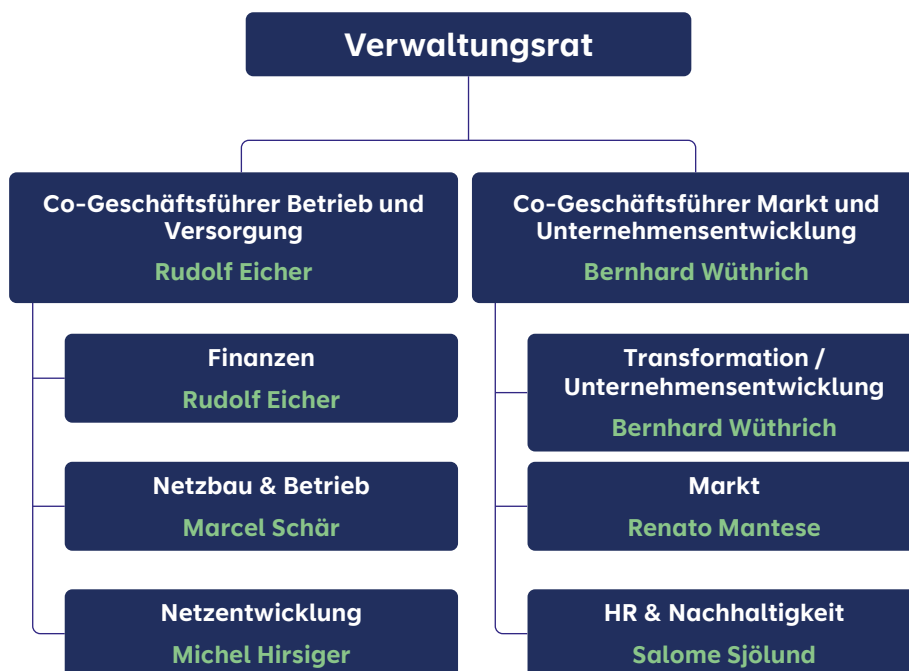 Verwaltungsrat
Co-Geschäftsführer Betrieb und
Versorgung
Rudolf Eicher
Finanzen
Rudolf Eicher
Netzbau & Betrieb
Marcel Schär
Netzentwicklung
Michel Hirsiger
Co-Geschäftsführer Markt und
Unternehmensentwicklung
Bernhard Wüthrich
Transformation /
Unternehmensentwicklung
Bernhard Wüthrich
Markt
Renato Mantese
HR & Nachhaltigkeit
Salome Sjölund